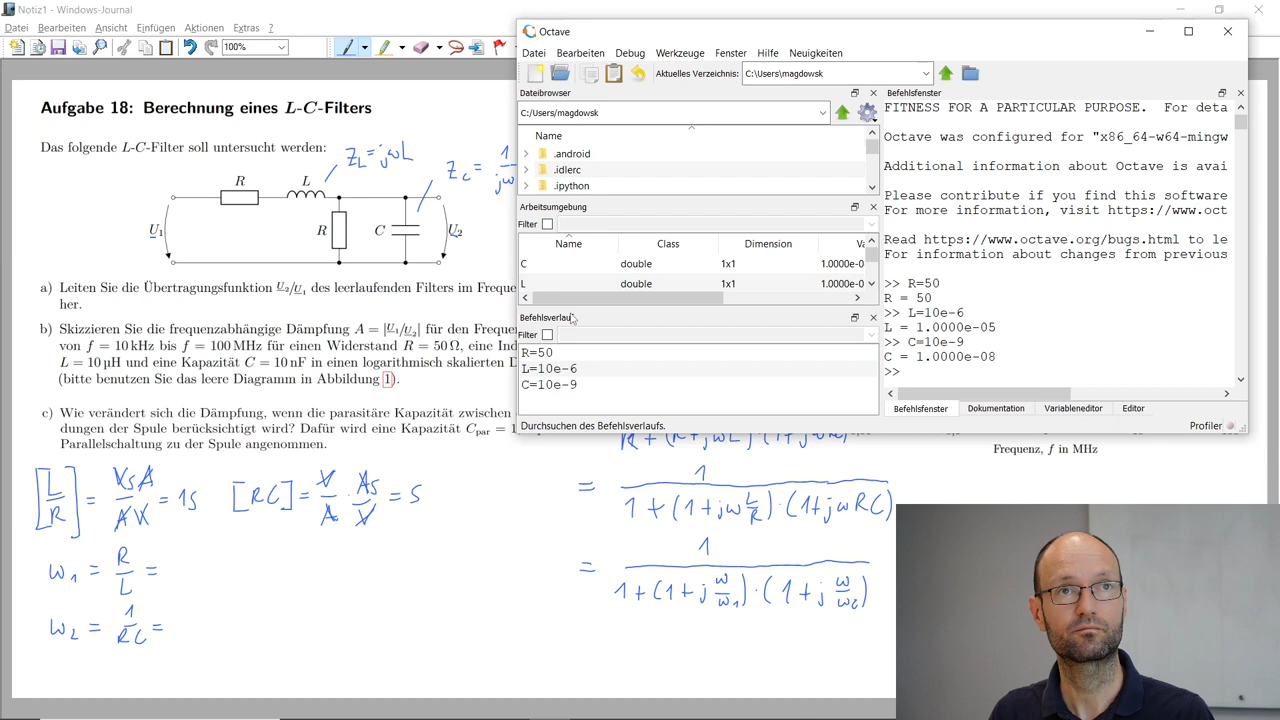 Notiz1 - Windows-Journal
Datei Bearbeiten Ansicht Einfügen Aktionen Extras ?
100%
Aufgabe 18: Berechnung eines L-C-Filters
Das folgende L-C-Filter soll untersucht werden:
Z_L = jωL
Z_C = 1/jω
R L
U1 R C U2
a) Leiten Sie die Übertragungsfunktion U2/U1 des leerlaufenden Filters im Freque
her.
b) Skizzieren Sie die frequenzabhängige Dämpfung A = |U1/U2| für den Freque
von f = 10 kHz bis f = 100 MHz für einen Widerstand R = 50 Ω, eine Ind
L = 10 µH und eine Kapazität C = 10 nF in einen logarithmisch skalierten D
(bitte benutzen Sie das leere Diagramm in Abbildung 1).
c) Wie verändert sich die Dämpfung, wenn die parasitäre Kapazität zwischen
dungen der Spule berücksichtigt wird? Dafür wird eine Kapazität C_par = 1
Parallelschaltung zu der Spule angenommen.
[L/R] = VsA/AV = 1s [RC] = V/A · As/V = s
ω1 = R/L =
ω2 = 1/RC =
= 1/(1+(1+jω L/R)·(1+jωRC))
= 1/(1+(1+j ω/ω1)·(1+j ω/ω2))
Frequenz, f in MHz
Octave
Datei Bearbeiten Debug Werkzeuge Fenster Hilfe Neuigkeiten
Aktuelles Verzeichnis: C:\Users\magdowsk
Dateibrowser
C:/Users/magdowsk
Name
.android
.idlerc
.ipython
Arbeitsumgebung
Filter
Name Class Dimension
C double 1x1 1.0000e-0
L double 1x1 1.0000e-0
Befehlsverlauf
Filter
R=50
L=10e-6
C=10e-9
Durchsuchen des Befehlsverlaufs.
Befehlsfenster
FITNESS FOR A PARTICULAR PURPOSE. For deta
Octave was configured for "x86_64-w64-mingw
Additional information about Octave is avai
Please contribute if you find this software
For more information, visit https://www.oct
Read https://www.octave.org/bugs.html to le
For information about changes from previous
>> R=50
R = 50
>> L=10e-6
L = 1.0000e-05
>> C=10e-9
C = 1.0000e-08
>>
Befehlsfenster Dokumentation Variableneditor Editor
Profiler